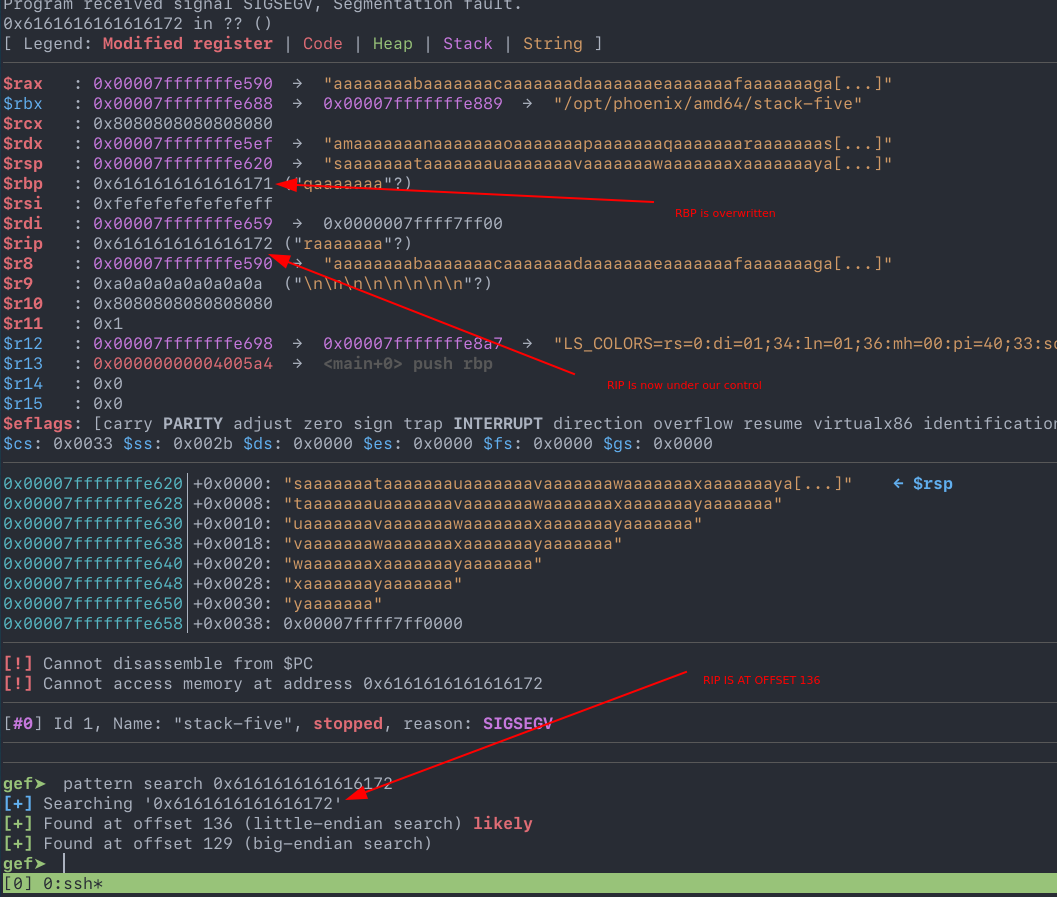 Program received signal SIGSEGV, Segmentation fault.
0x6161616161616172 in ?? ()
[ Legend: Modified register | Code | Heap | Stack | String ]
$rax : 0x00007fffffffe590 → "aaaaaaaabaaaaaaacaaaaaaadaaaaaaaeaaaaaaafaaaaaaaga[...]"
$rbx : 0x00007fffffffe688 → 0x00007fffffffe889 → "/opt/phoenix/amd64/stack-five"
$rcx : 0x8080808080808080
$rdx : 0x00007fffffffe5ef → "amaaaaaaanaaaaaaaoaaaaaaapaaaaaaaqaaaaaaaraaaaaaas[...]"
$rsp : 0x00007fffffffe620 → "saaaaaaataaaaaaauaaaaaaavaaaaaaawaaaaaaaxaaaaaaaya[...]"
$rbp : 0x6161616161616171 ("qaaaaaaa"?)
RBP is overwritten
$rsi : 0xfefefefefefefeff
$rdi : 0x00007fffffffe659 → 0x0000007ffff7ff00
$rip : 0x6161616161616172 ("raaaaaaa"?)
$r8 : 0x00007fffffffe590 → "aaaaaaaabaaaaaaacaaaaaaadaaaaaaaeaaaaaaafaaaaaaaga[...]"
$r9 : 0xa0a0a0a0a0a0a0a ("\n\n\n\n\n\n\n\n"?)
$r10 : 0x8080808080808080
$r11 : 0x1
$r12 : 0x00007fffffffe698 → 0x00007fffffffe8a7 → "LS_COLORS=rs=0:di=01;34:ln=01;36:mh=00:pi=40;33:so
$r13 : 0x00000000004005a4 → <main+0> push rbp
RIP is now under our control
$r14 : 0x0
$r15 : 0x0
$eflags: [carry PARITY adjust zero sign trap INTERRUPT direction overflow resume virtualx86 identification
$cs: 0x0033 $ss: 0x002b $ds: 0x0000 $es: 0x0000 $fs: 0x0000 $gs: 0x0000
0x00007fffffffe620│+0x0000: "saaaaaaataaaaaaauaaaaaaavaaaaaaawaaaaaaaxaaaaaaaya[...]" ← $rsp
0x00007fffffffe628│+0x0008: "taaaaaaauaaaaaaavaaaaaaawaaaaaaaxaaaaaaayaaaaaaa"
0x00007fffffffe630│+0x0010: "uaaaaaaavaaaaaaawaaaaaaaxaaaaaaayaaaaaaa"
0x00007fffffffe638│+0x0018: "vaaaaaaawaaaaaaaxaaaaaaayaaaaaaa"
0x00007fffffffe640│+0x0020: "waaaaaaaxaaaaaaayaaaaaaa"
0x00007fffffffe648│+0x0028: "xaaaaaaayaaaaaaa"
0x00007fffffffe650│+0x0030: "yaaaaaaa"
0x00007fffffffe658│+0x0038: 0x00007ffff7ff0000
[!] Cannot disassemble from $PC
[!] Cannot access memory at address 0x6161616161616172
RIP IS AT OFFSET 136
[#0] Id 1, Name: "stack-five", stopped, reason: SIGSEGV
gef➤ pattern search 0x6161616161616172
[+] Searching '0x6161616161616172'
[+] Found at offset 136 (little-endian search) likely
[+] Found at offset 129 (big-endian search)
gef➤
[0] 0:ssh*